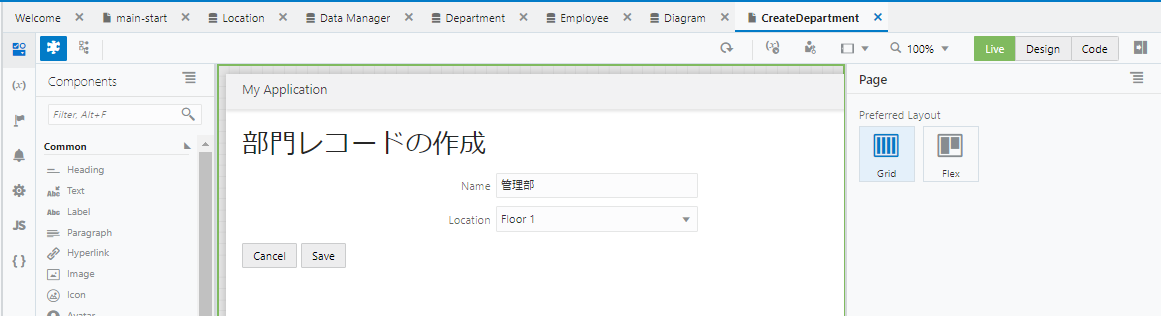 Welcome main-start Location Data Manager Department Employee Diagram CreateDepartment
100% Live Design Code
Components
Page
My Application
(x)
Filter, Alt+F
Preferred Layout
部門レコードの作成
Common
Heading
Grid Flex
Name 管理部
Abc Text
Abc Label
Location Floor 1
JS
Paragraph
Hyperlink
Cancel Save
{ }
Image
Icon
Avatar